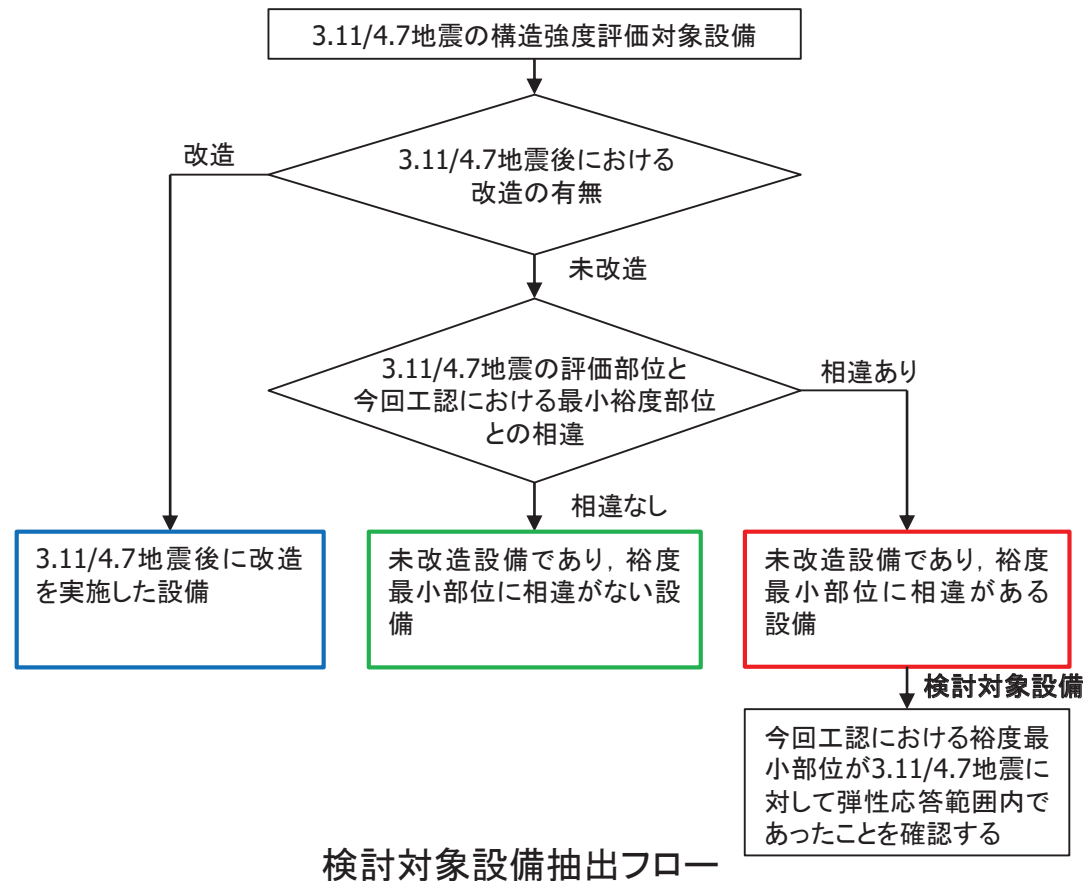 3.11/4.7地震の構造強度評価対象設備
改造
3.11/4.7地震後における
改造の有無
未改造
3.11/4.7地震の評価部位と
今回工認における最小裕度部位
との相違
相違あり
相違なし
3.11/4.7地震後に改造
を実施した設備
未改造設備であり，裕度
最小部位に相違がない設
備
未改造設備であり，裕度
最小部位に相違がある
設備
検討対象設備
今回工認における裕度最
小部位が3.11/4.7地震に
対して弾性応答範囲内で
あったことを確認する
検討対象設備抽出フロー